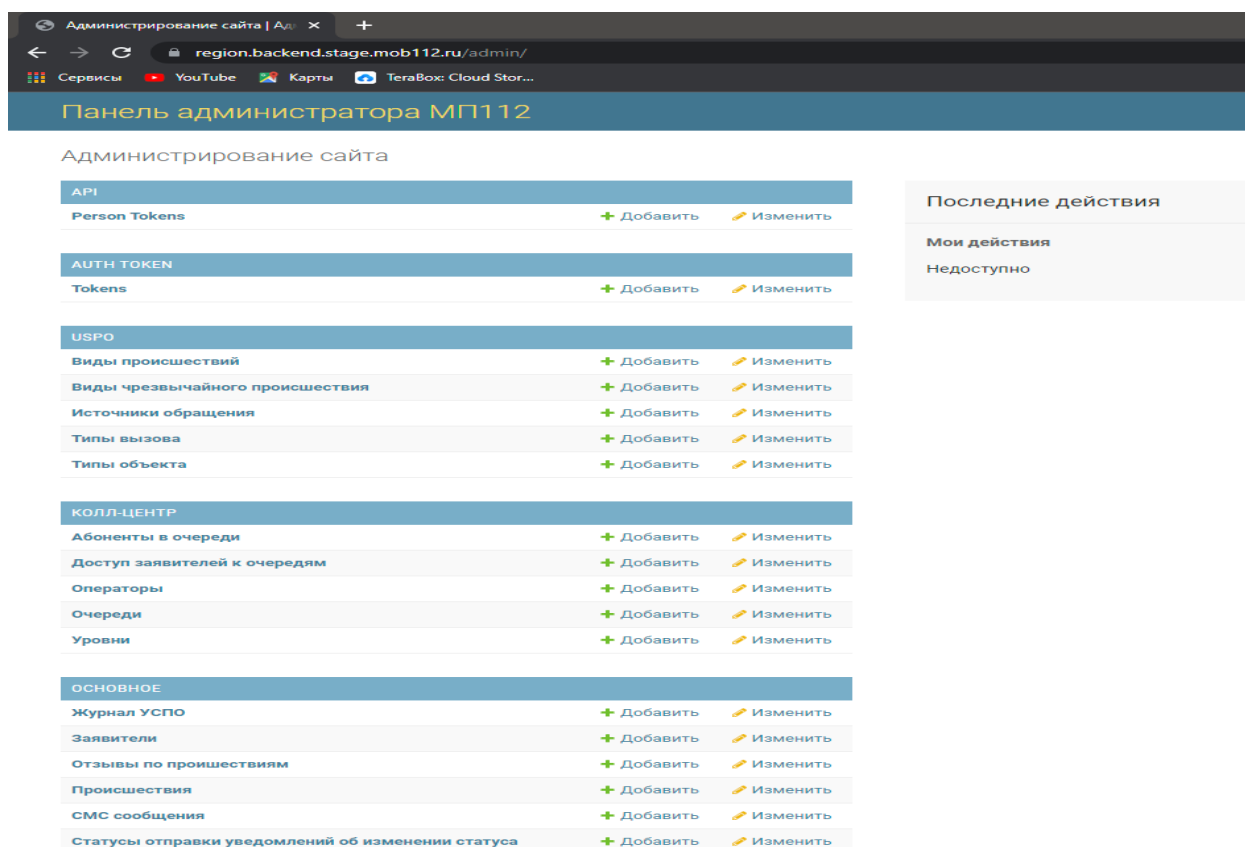 Администрирование сайта | Ад
region.backend.stage.mob112.ru/admin/
Сервисы YouTube Карты TeraBox: Cloud Stor...
Панель администратора МП112
Администрирование сайта
API
Person Tokens Добавить Изменить
AUTH TOKEN
Tokens Добавить Изменить
USPO
Виды происшествий Добавить Изменить
Виды чрезвычайного происшествия Добавить Изменить
Источники обращения Добавить Изменить
Типы вызова Добавить Изменить
Типы объекта Добавить Изменить
КОЛЛ-ЦЕНТР
Абоненты в очереди Добавить Изменить
Доступ заявителей к очередям Добавить Изменить
Операторы Добавить Изменить
Очереди Добавить Изменить
Уровни Добавить Изменить
ОСНОВНОЕ
Журнал УСПО Добавить Изменить
Заявители Добавить Изменить
Отзывы по проишествиям Добавить Изменить
Происшествия Добавить Изменить
СМС сообщения Добавить Изменить
Статусы отправки уведомлений об изменении статуса Добавить Изменить
Последние действия
Мои действия
Недоступно